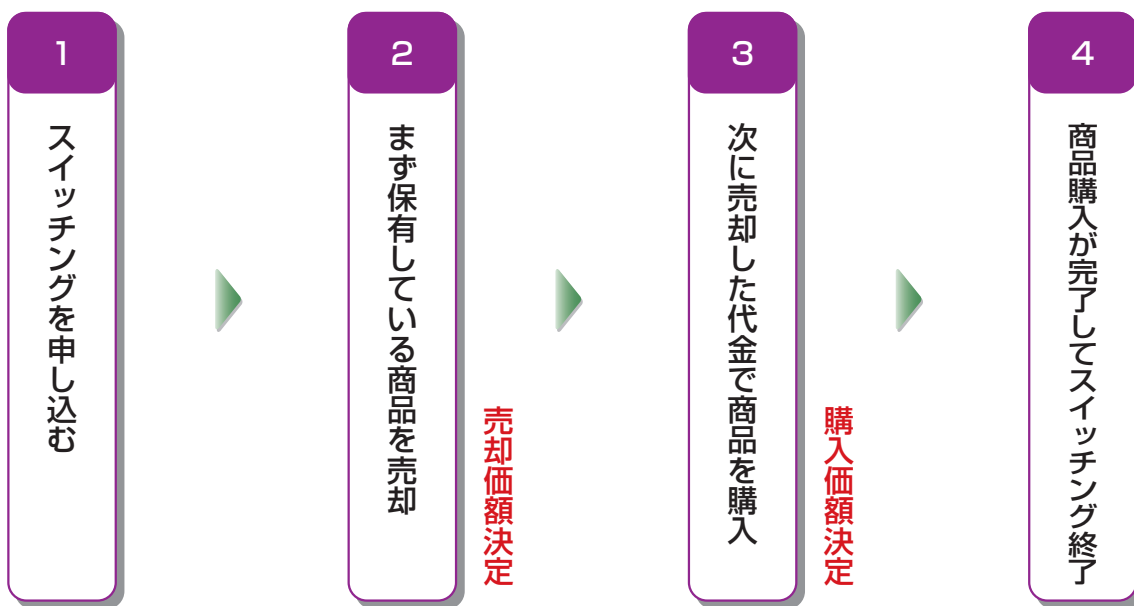 1
スイッチングを申し込む
2
まず保有している商品を売却
売却価額決定
3
次に売却した代金で商品を購入
購入価額決定
4
商品購入が完了してスイッチング終了